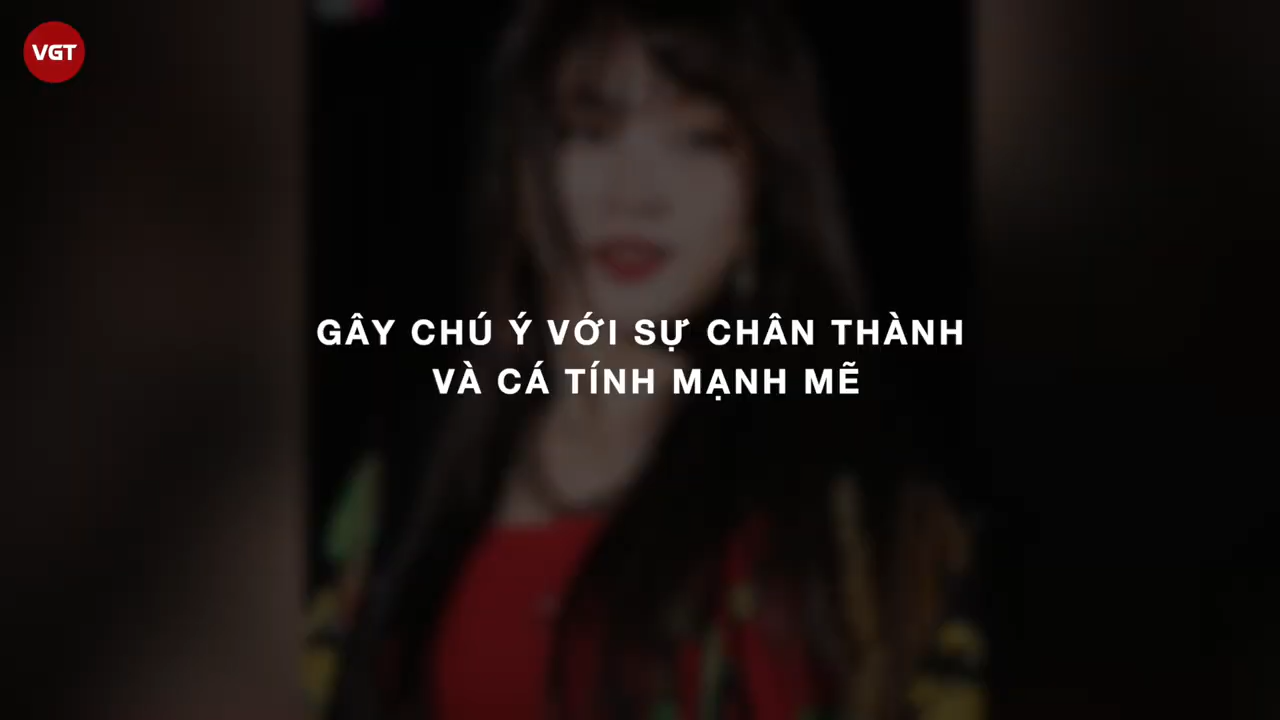 VGT
GÂY CHÚ Ý VỚI SỰ CHÂN THÀNH
VÀ CÁ TÍNH MẠNH MẼ